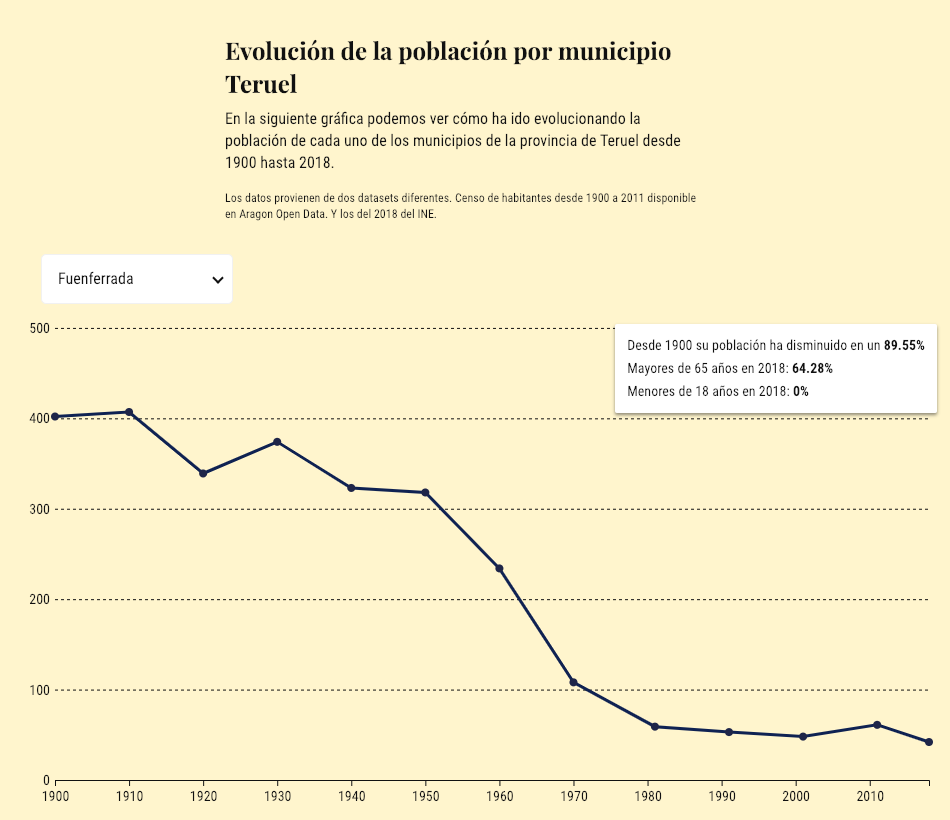 Evolución de la población por municipio
Teruel
En la siguiente gráfica podemos ver cómo ha ido evolucionando la
población de cada uno de los municipios de la provincia de Teruel desde
1900 hasta 2018.
Los datos provienen de dos datasets diferentes. Censo de habitantes desde 1900 a 2011 disponible
en Aragon Open Data. Y los del 2018 del INE.
Fuenferrada
500
Desde 1900 su población ha disminuido en un 89.55%
Mayores de 65 años en 2018: 64.28%
Menores de 18 años en 2018: 0%
400
300
200
100
0
1900 1910 1920 1930 1940 1950 1960 1970 1980 1990 2000 2010